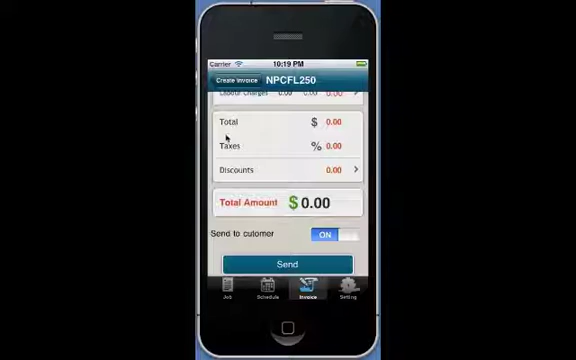 Carrier 10:19 PM
Create Invoice NPCFL250
Labour Charges 0.00 0.00 0.00
Total $ 0.00
Taxes % 0.00
Discounts 0.00
Total Amount $ 0.00
Send to cutomer ON
Send
Job Schedule Invoice Setting